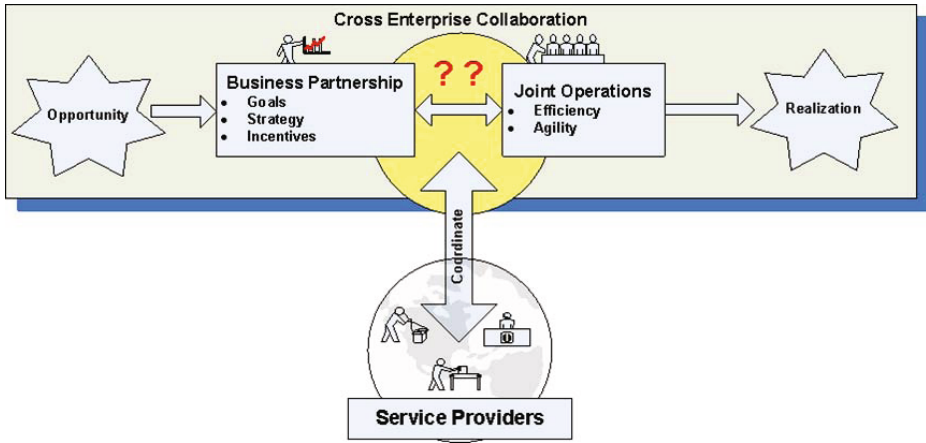 Cross Enterprise Collaboration
Opportunity
Business Partnership
• Goals
• Strategy
• Incentives
? ?
Joint Operations
• Efficiency
• Agility
Realization
Coordinate
Service Providers